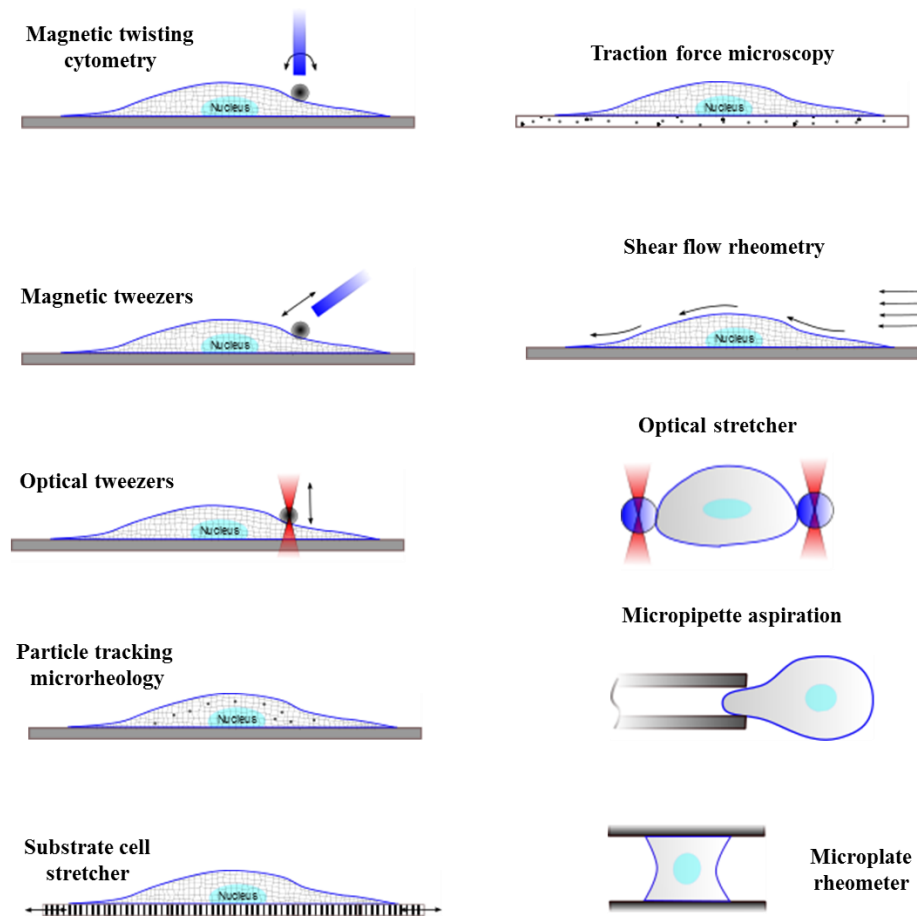 Magnetic twisting
cytometry
Nucleus
Traction force microscopy
Nucleus
Magnetic tweezers
Nucleus
Shear flow rheometry
Nucleus
Optical tweezers
Nucleus
Optical stretcher
Particle tracking
microrheology
Nucleus
Micropipette aspiration
Substrate cell
stretcher
Nucleus
Microplate
rheometer